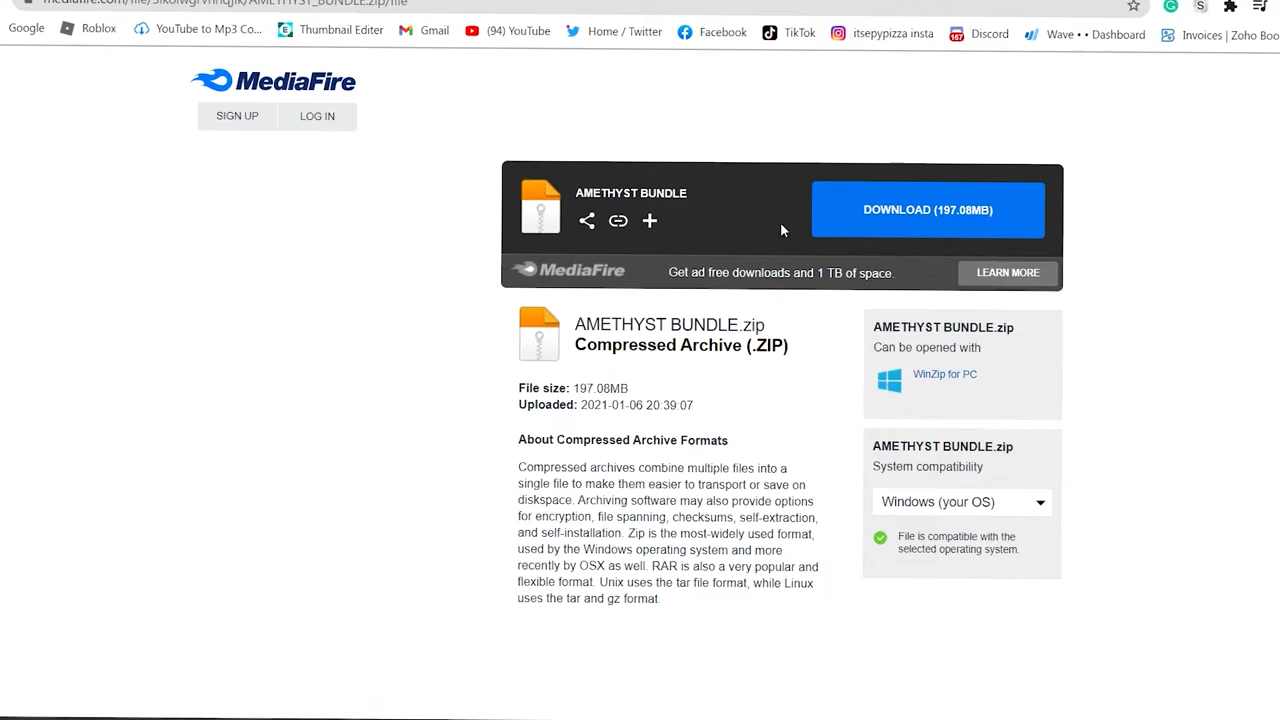 AMETHYST_BUNDLE.zip/file
Google Roblox YouTube to Mp3 Co... Thumbnail Editor Gmail (94) YouTube Home / Twitter Facebook TikTok itsepypizza insta 167 Discord Wave • • Dashboard Invoices | Zoho Boo
MediaFire
SIGN UP LOG IN
AMETHYST BUNDLE
DOWNLOAD (197.08MB)
MediaFire Get ad free downloads and 1 TB of space. LEARN MORE
AMETHYST BUNDLE.zip
Compressed Archive (.ZIP)
File size: 197.08MB
Uploaded: 2021-01-06 20:39:07
About Compressed Archive Formats
Compressed archives combine multiple files into a
single file to make them easier to transport or save on
diskspace. Archiving software may also provide options
for encryption, file spanning, checksums, self-extraction,
and self-installation. Zip is the most-widely used format,
used by the Windows operating system and more
recently by OSX as well. RAR is also a very popular and
flexible format. Unix uses the tar file format, while Linux
uses the tar and gz format.
AMETHYST BUNDLE.zip
Can be opened with
WinZip for PC
AMETHYST BUNDLE.zip
System compatibility
Windows (your OS)
File is compatible with the
selected operating system.